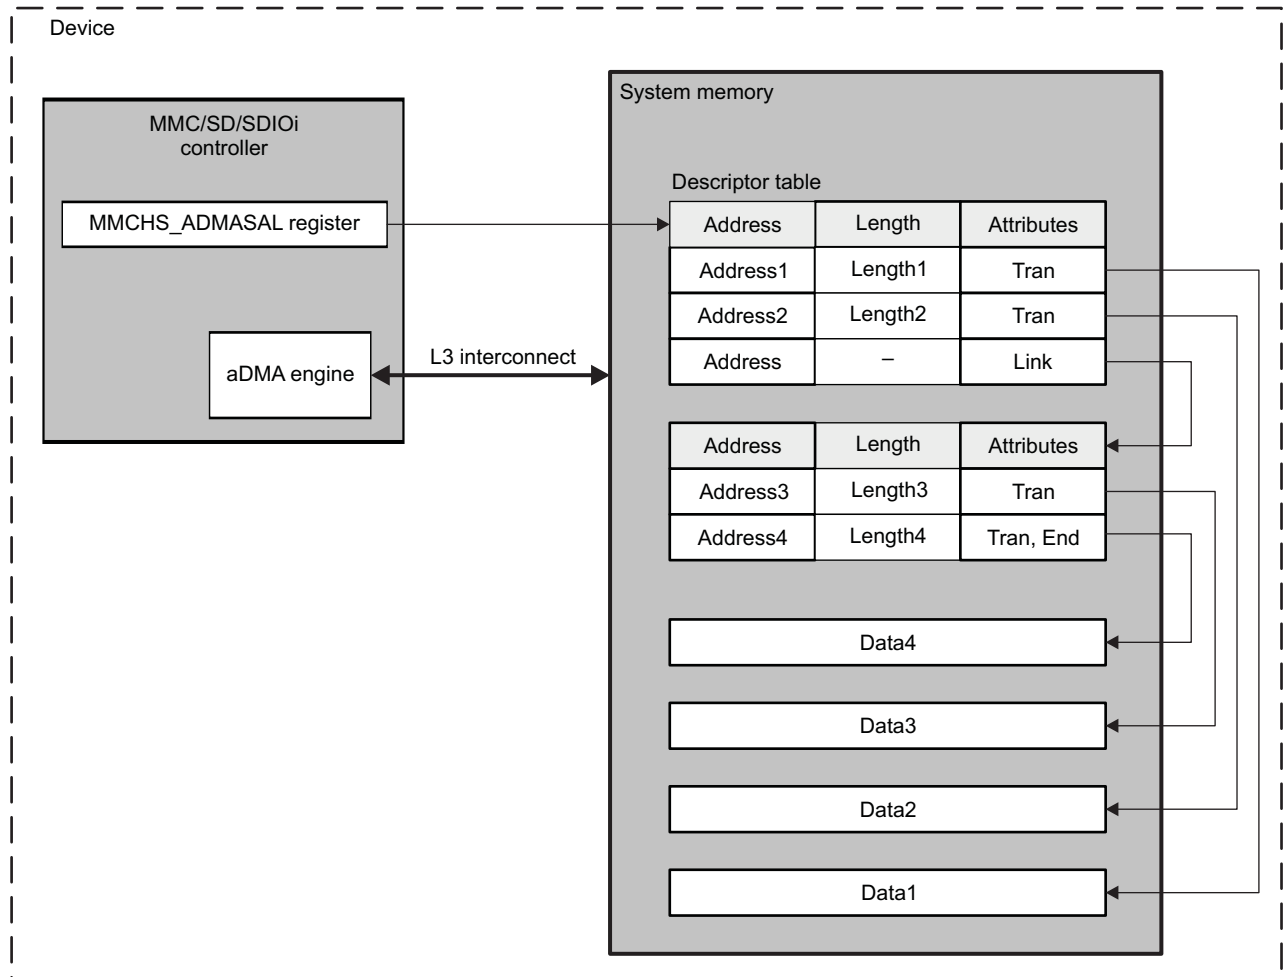 Device
MMC/SD/SDIOi
controller
MMCHS_ADMASAL register
aDMA engine
L3 interconnect
System memory
Descriptor table
Address Length Attributes
Address1 Length1 Tran
Address2 Length2 Tran
Address – Link
Address Length Attributes
Address3 Length3 Tran
Address4 Length4 Tran, End
Data4
Data3
Data2
Data1